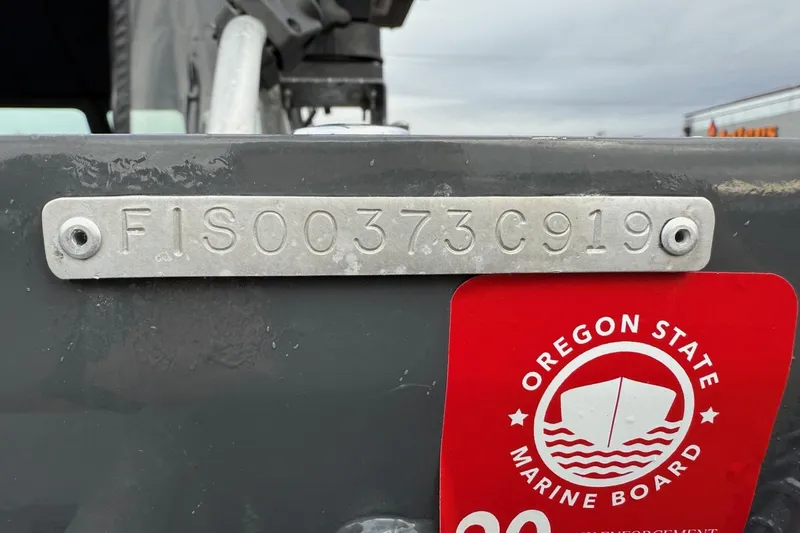 FIS00373C919
OREGON STATE
MARINE BOARD